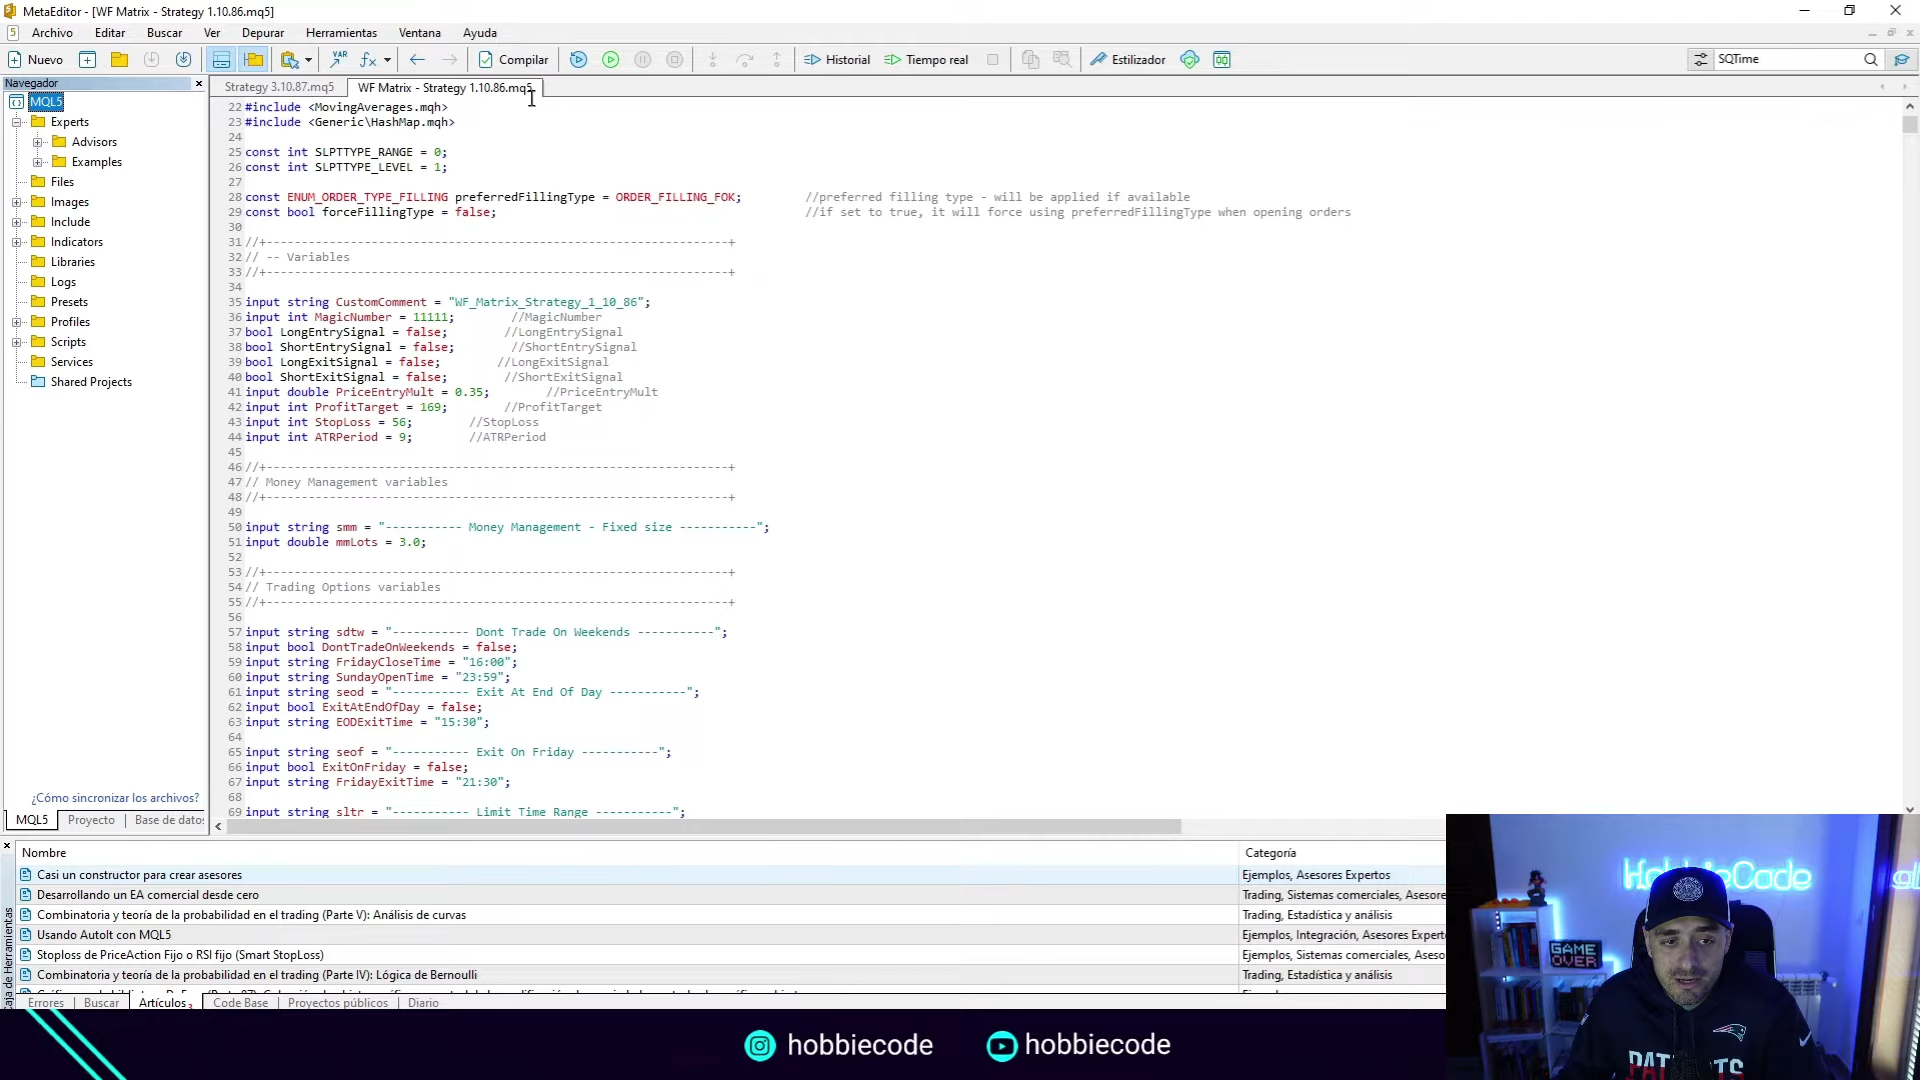 MetaEditor - [WF Matrix - Strategy 1.10.86.mq5]
Archivo Editar Buscar Ver Depurar Herramientas Ventana Ayuda
Nuevo Compilar Historial Tiempo real Estilizador SQTime
Navegador
MQL5
Experts
Advisors
Examples
Files
Images
Include
Indicators
Libraries
Logs
Presets
Profiles
Scripts
Services
Shared Projects
¿Cómo sincronizar los archivos?
MQL5 Proyecto Base de datos
Strategy 3.10.87.mq5 WF Matrix - Strategy 1.10.86.mq5
22 #include <MovingAverages.mqh>
23 #include <Generic\HashMap.mqh>
24
25 const int SLPTTYPE_RANGE = 0;
26 const int SLPTTYPE_LEVEL = 1;
27
28 const ENUM_ORDER_TYPE_FILLING preferredFillingType = ORDER_FILLING_FOK; //preferred filling type - will be applied if available
29 const bool forceFillingType = false; //if set to true, it will force using preferredFillingType when opening orders
30
31 //+------------------------------------------------------------------+
32 // -- Variables
33 //+------------------------------------------------------------------+
34
35 input string CustomComment = "WF_Matrix_Strategy_1_10_86";
36 input int MagicNumber = 11111; //MagicNumber
37 bool LongEntrySignal = false; //LongEntrySignal
38 bool ShortEntrySignal = false; //ShortEntrySignal
39 bool LongExitSignal = false; //LongExitSignal
40 bool ShortExitSignal = false; //ShortExitSignal
41 input double PriceEntryMult = 0.35; //PriceEntryMult
42 input int ProfitTarget = 169; //ProfitTarget
43 input int StopLoss = 56; //StopLoss
44 input int ATRPeriod = 9; //ATRPeriod
45
46 //+------------------------------------------------------------------+
47 // Money Management variables
48 //+------------------------------------------------------------------+
49
50 input string smm = "----------- Money Management - Fixed size -----------";
51 input double mmLots = 3.0;
52
53 //+------------------------------------------------------------------+
54 // Trading Options variables
55 //+------------------------------------------------------------------+
56
57 input string sdtw = "----------- Dont Trade On Weekends -----------";
58 input bool DontTradeOnWeekends = false;
59 input string FridayCloseTime = "16:00";
60 input string SundayOpenTime = "23:59";
61 input string seod = "----------- Exit At End Of Day -----------";
62 input bool ExitAtEndOfDay = false;
63 input string EODExitTime = "15:30";
64
65 input string seof = "----------- Exit On Friday -----------";
66 input bool ExitOnFriday = false;
67 input string FridayExitTime = "21:30";
68
69 input string sltr = "----------- Limit Time Range -----------";
Nombre Categoría
Casi un constructor para crear asesores Ejemplos, Asesores Expertos
Desarrollando un EA comercial desde cero Trading, Sistemas comerciales, Asesore
Combinatoria y teoría de la probabilidad en el trading (Parte V): Análisis de curvas Trading, Estadística y análisis
Usando AutoIt con MQL5 Ejemplos, Integración, Asesores Expert
Stoploss de PriceAction Fijo o RSI fijo (Smart StopLoss) Ejemplos, Sistemas comerciales, Aseso
Combinatoria y teoría de la probabilidad en el trading (Parte IV): Lógica de Bernoulli Trading, Estadística y análisis
Caja de Herramientas
Errores Buscar Artículos Code Base Proyectos públicos Diario
HobbieCode
GAME OVER
PATRIOTS
hobbiecode hobbiecode